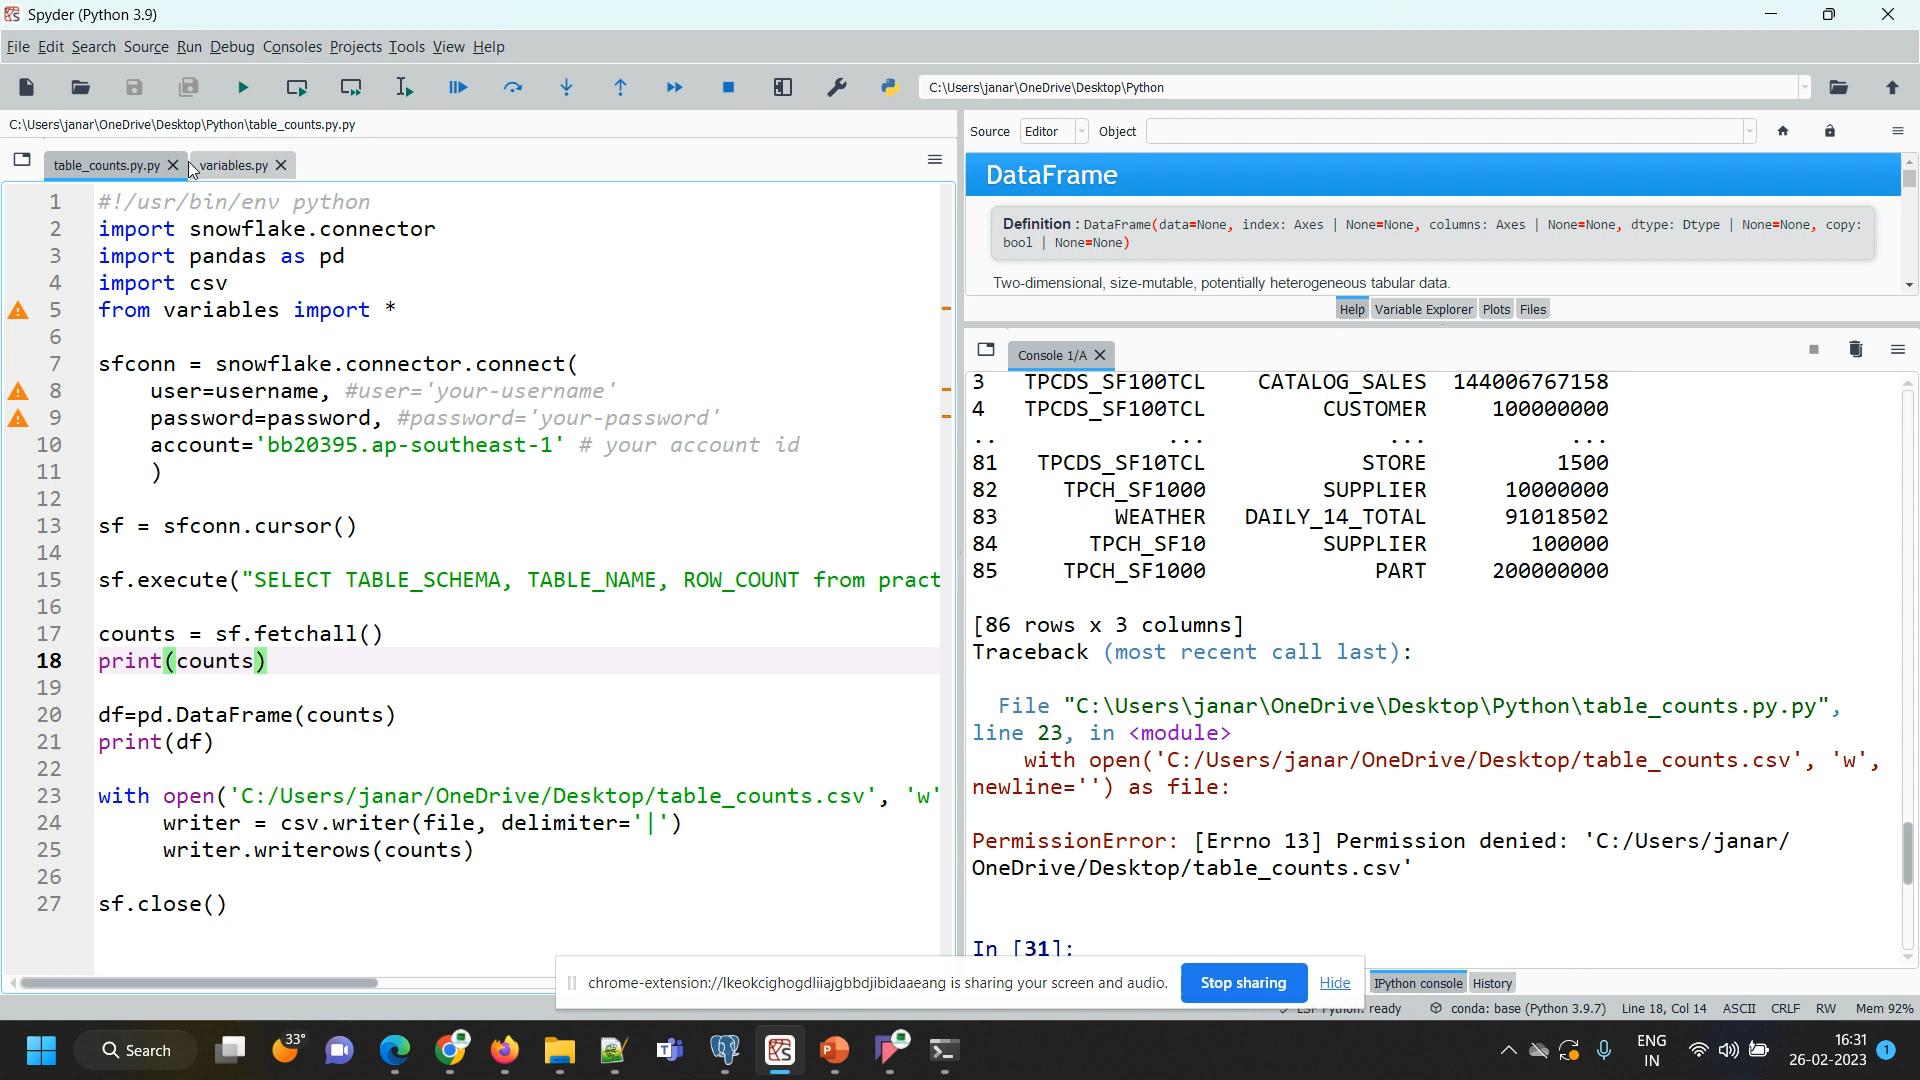 Spyder (Python 3.9)
File Edit Search Source Run Debug Consoles Projects Tools View Help
C:\Users\janar\OneDrive\Desktop\Python
C:\Users\janar\OneDrive\Desktop\Python\table_counts.py.py
table_counts.py.py
variables.py
1 #!/usr/bin/env python
2 import snowflake.connector
3 import pandas as pd
4 import csv
5 from variables import *
6
7 sfconn = snowflake.connector.connect(
8 user=username, #user='your-username'
9 password=password, #password='your-password'
10 account='bb20395.ap-southeast-1' # your account id
11 )
12
13 sf = sfconn.cursor()
14
15 sf.execute("SELECT TABLE_SCHEMA, TABLE_NAME, ROW_COUNT from pract
16
17 counts = sf.fetchall()
18 print(counts)
19
20 df=pd.DataFrame(counts)
21 print(df)
22
23 with open('C:/Users/janar/OneDrive/Desktop/table_counts.csv', 'w'
24 writer = csv.writer(file, delimiter='|')
25 writer.writerows(counts)
26
27 sf.close()
Source Editor Object
DataFrame
Definition : DataFrame(data=None, index: Axes | None=None, columns: Axes | None=None, dtype: Dtype | None=None, copy:
bool | None=None)
Two-dimensional, size-mutable, potentially heterogeneous tabular data.
Help Variable Explorer Plots Files
Console 1/A
3 TPCDS_SF100TCL CATALOG_SALES 144006767158
4 TPCDS_SF100TCL CUSTOMER 100000000
.. ... ... ...
81 TPCDS_SF10TCL STORE 1500
82 TPCH_SF1000 SUPPLIER 10000000
83 WEATHER DAILY_14_TOTAL 91018502
84 TPCH_SF10 SUPPLIER 100000
85 TPCH_SF1000 PART 200000000
[86 rows x 3 columns]
Traceback (most recent call last):
File "C:\Users\janar\OneDrive\Desktop\Python\table_counts.py.py",
line 23, in <module>
with open('C:/Users/janar/OneDrive/Desktop/table_counts.csv', 'w',
newline='') as file:
PermissionError: [Errno 13] Permission denied: 'C:/Users/janar/
OneDrive/Desktop/table_counts.csv'
In [31]:
chrome-extension://lkeokcighogdliiajgbbdjibidaaeang is sharing your screen and audio. Stop sharing Hide
IPython console History
ready conda: base (Python 3.9.7) Line 18, Col 14 ASCII CRLF RW Mem 92%
Search
33°
ENG
IN
16:31
26-02-2023
1